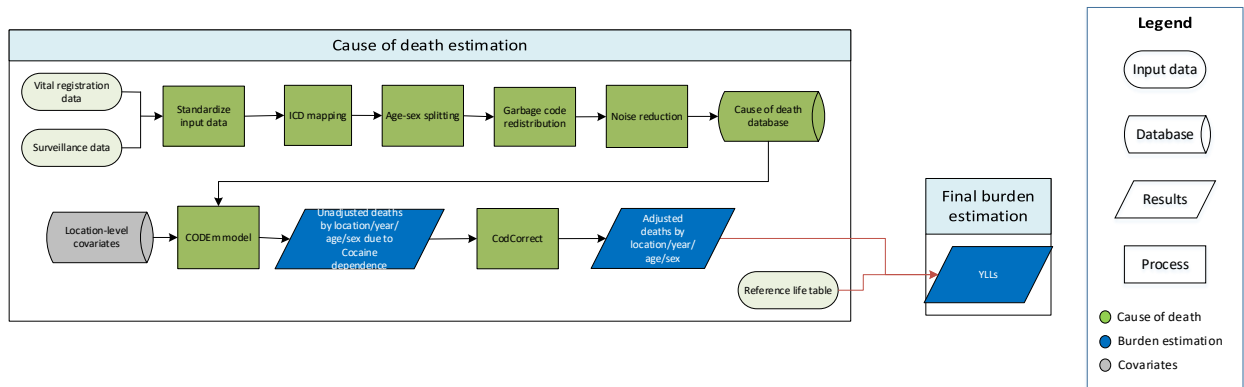 Cause of death estimation
Vital registration
data
Surveillance data
Standardize
input data
ICD mapping
Age-sex splitting
Garbage code
redistribution
Noise reduction
Cause of death
database
Location-level
covariates
CODEm model
Unadjusted deaths
by location/year/
age/sex due to
Cocaine
dependence
CodCorrect
Adjusted
deaths by
location/year/
age/sex
Reference life table
Final burden
estimation
YLLs
Legend
Input data
Database
Results
Process
Cause of death
Burden estimation
Covariates